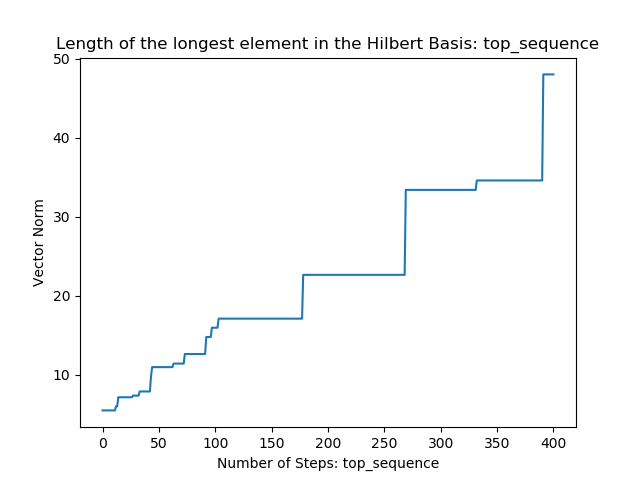 Length of the longest element in the Hilbert Basis: top_sequence
50
40
30
20
10
Vector Norm
0 50 100 150 200 250 300 350 400
Number of Steps: top_sequence